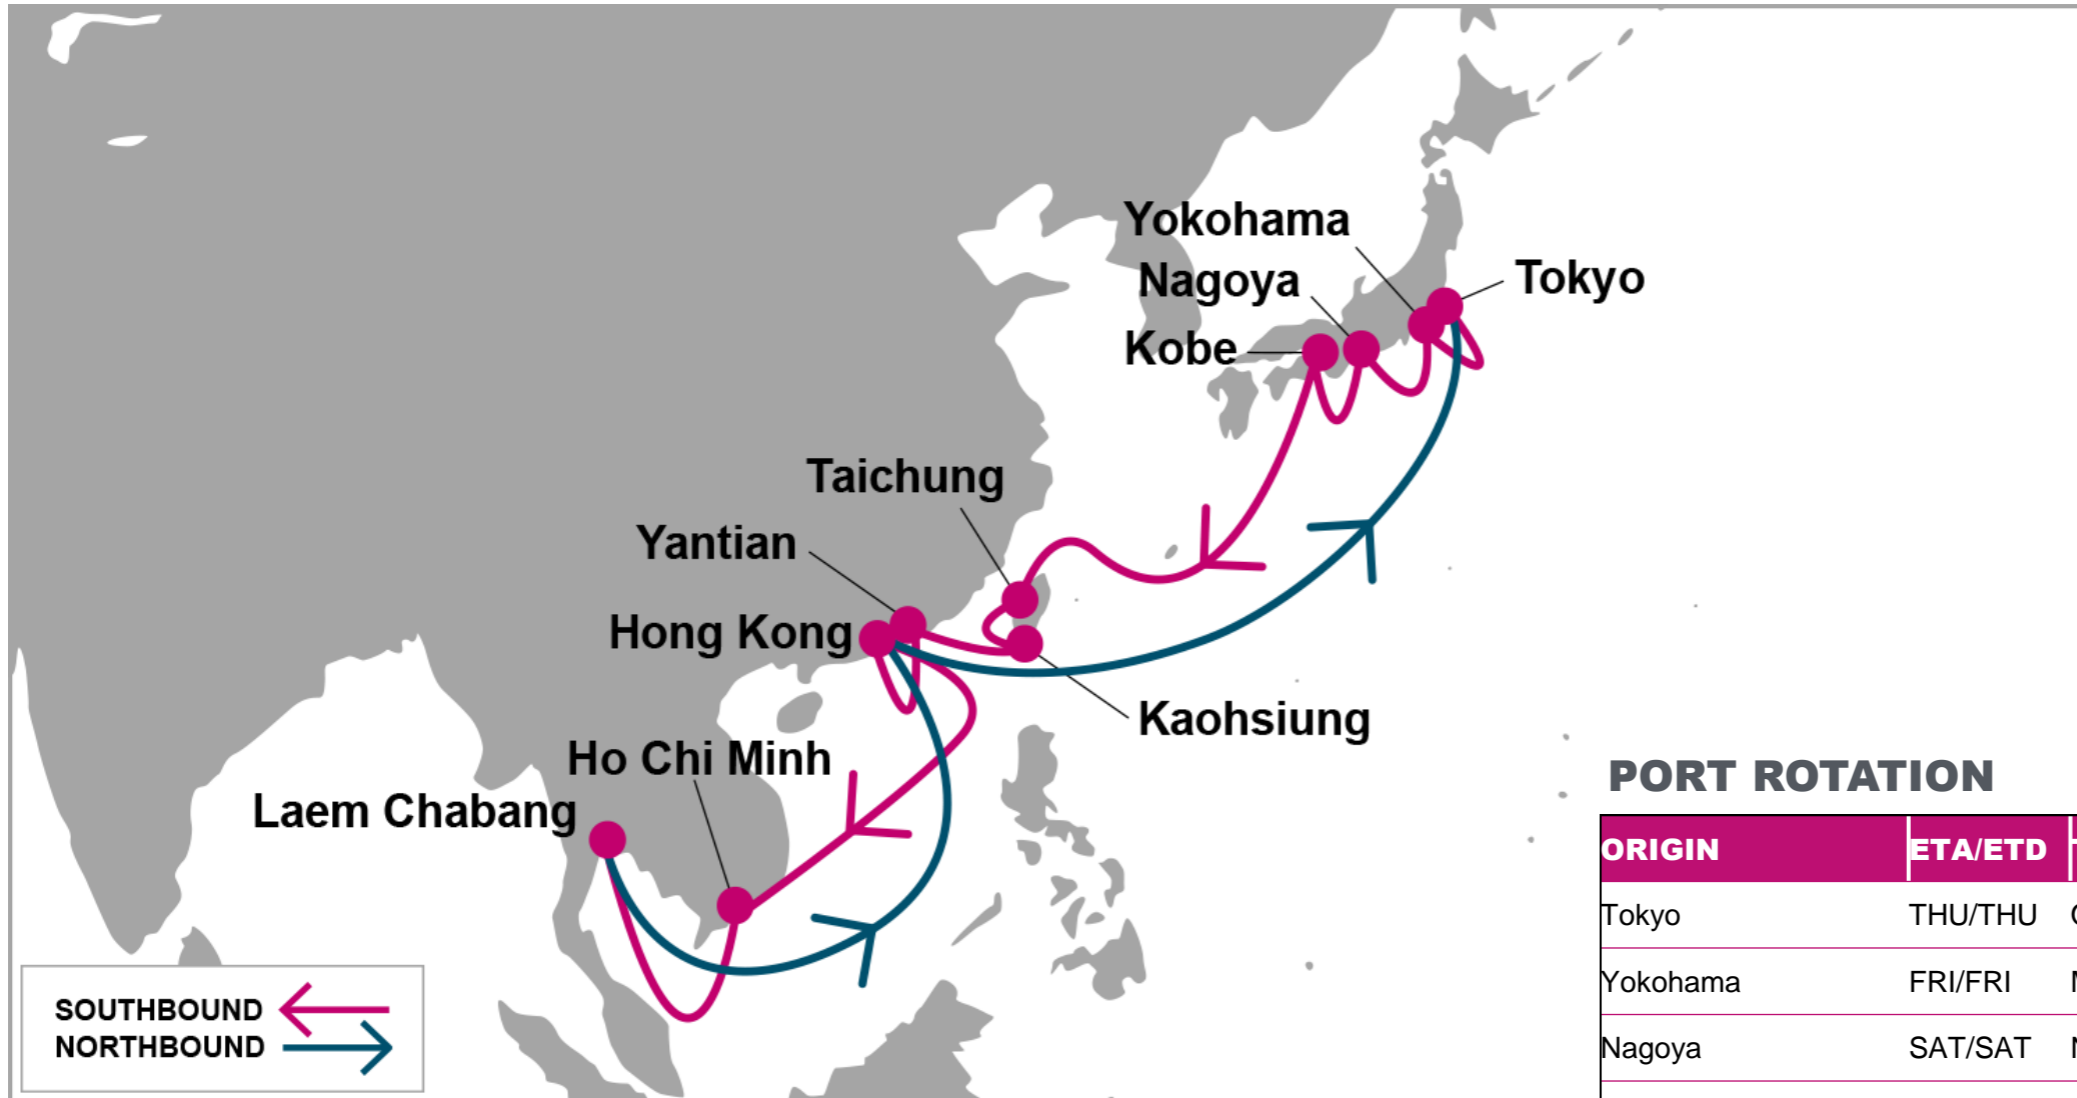 Yokohama
Nagoya
Tokyo
Kobe
Taichung
Yantian
Hong Kong
Kaohsiung
Ho Chi Minh
Laem Chabang
SOUTHBOUND
NORTHBOUND
PORT ROTATION
ORIGIN ETA/ETD
Tokyo THU/THU
Yokohama FRI/FRI
Nagoya SAT/SAT